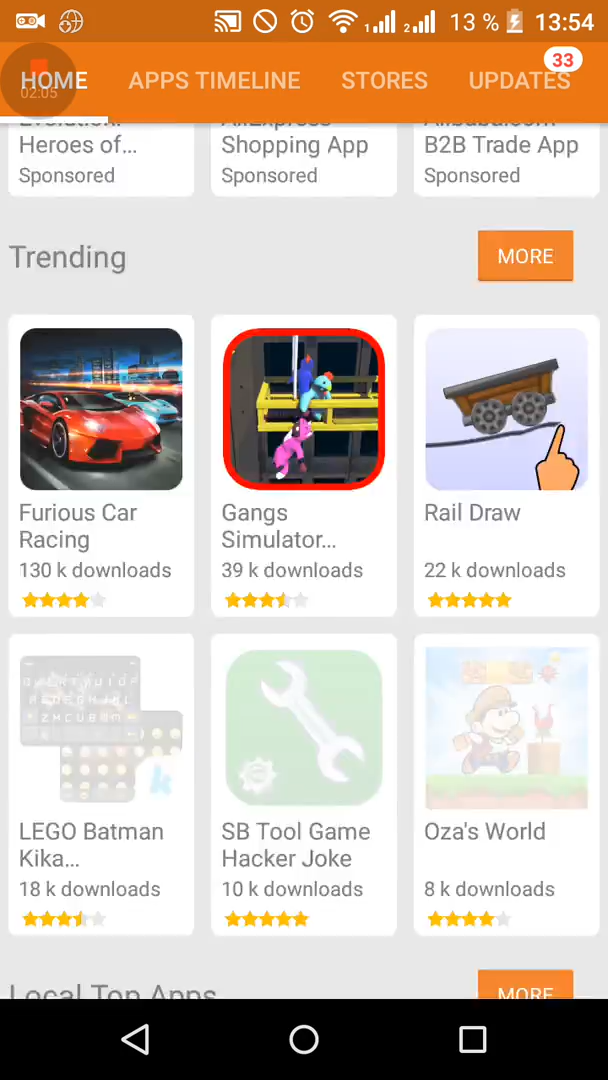 13 % 13:54
HOME APPS TIMELINE STORES UPDATES 33
02:05
Heroes of... Shopping App B2B Trade App
Sponsored Sponsored Sponsored
Trending MORE
Furious Car Racing
130 k downloads
Gangs Simulator...
39 k downloads
Rail Draw
22 k downloads
LEGO Batman Kika...
18 k downloads
SB Tool Game Hacker Joke
10 k downloads
Oza's World
8 k downloads
Local Top Apps MORE